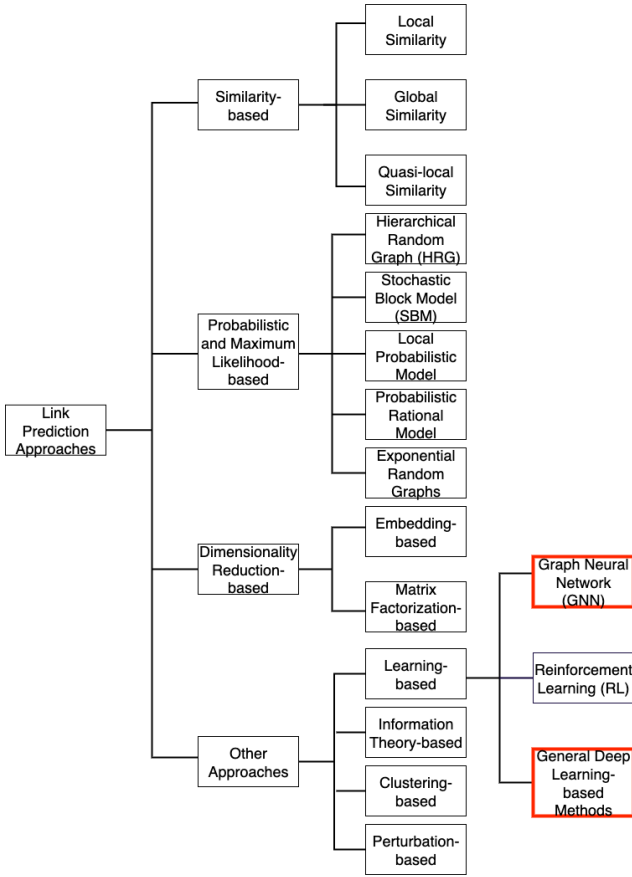 Local
Similarity
Similarity-
based
Global
Similarity
Quasi-local
Similarity
Hierarchical
Random
Graph (HRG)
Stochastic
Block Model
(SBM)
Probabilistic
and Maximum
Likelihood-
based
Local
Probabilistic
Model
Probabilistic
Rational
Model
Link
Prediction
Approaches
Exponential
Random
Graphs
Embedding-
based
Dimensionality
Reduction-
based
Matrix
Factorization-
based
Graph Neural
Network
(GNN)
Learning-
based
Reinforcement
Learning (RL)
Information
Theory-based
Other
Approaches
General Deep
Learning-
based
Methods
Clustering-
based
Perturbation-
based